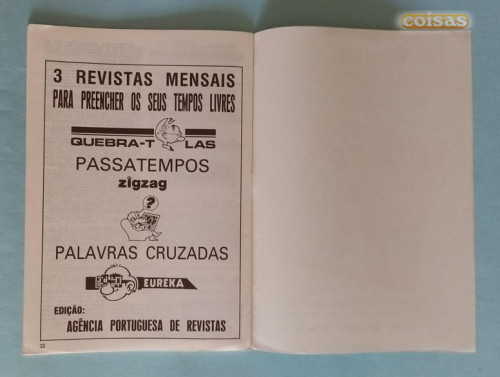 coisas
3 REVISTAS MENSAIS
PARA PREENCHER OS SEUS TEMPOS LIVRES
QUEBRA-T LAS
PASSATEMPOS
zigzag
?
PALAVRAS CRUZADAS
EUREKA
EDIÇÃO:
AGÊNCIA PORTUGUESA DE REVISTAS
32